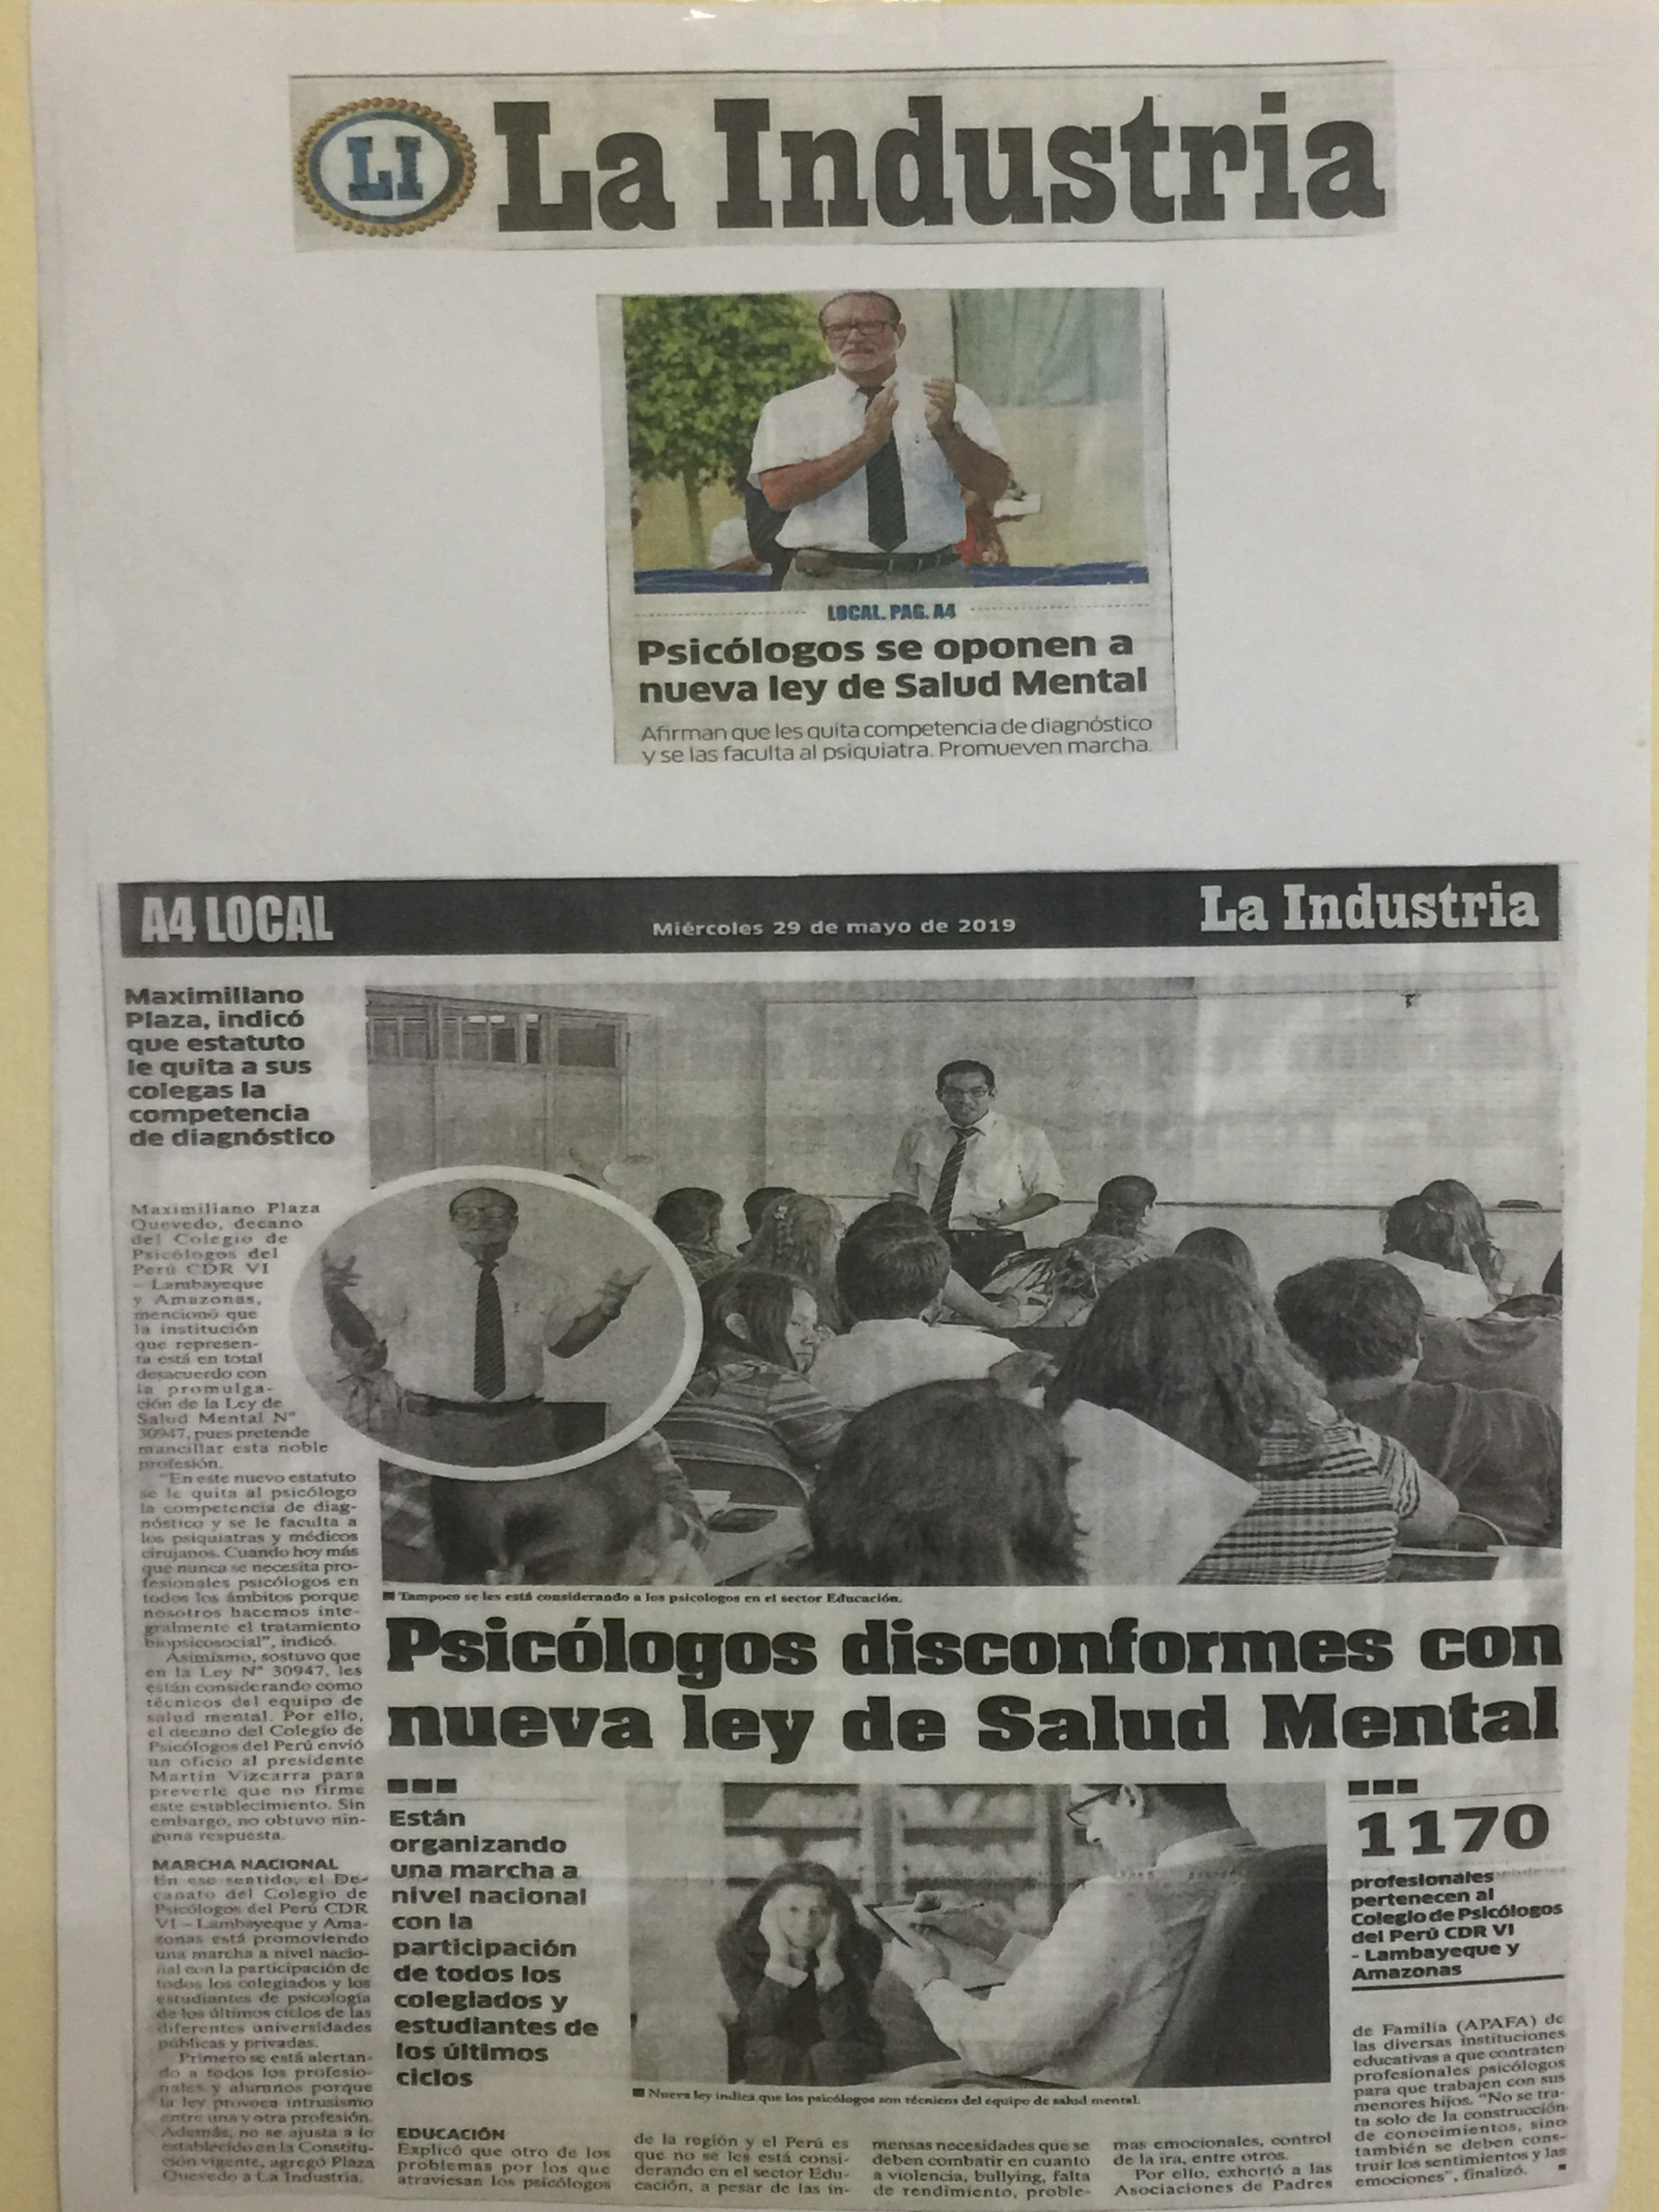 LI
La Industria
LOCAL. PAG. A4
Psicólogos se oponen a
nueva ley de Salud Mental
Afirman que les quita competencia de diagnóstico
y se las faculta al psiquiatra. Promueven marcha.
A4 LOCAL
Miércoles 29 de mayo de 2019
La Industria
Maximiliano
Plaza, indicó
que estatuto
le quita a sus
colegas la
competencia
de diagnóstico
Maximiliano Plaza
Quevedo, decano
del Colegio de
Psicólogos del
Perú CDR VI
– Lambayeque
y Amazonas,
mencionó que
la institución
que represen-
ta está en total
desacuerdo con
la promulga-
ción de la Ley de
Salud Mental N°
30947, pues pretende
mancillar esta noble
profesión.
"En este nuevo estatuto
se le quita al psicólogo
la competencia de diag-
nóstico y se le faculta a
los psiquiatras y médicos
cirujanos. Cuando hoy más
que nunca se necesita pro-
fesionales psicólogos en
todos los ámbitos porque
nosotros hacemos inte-
gralmente el tratamiento
biopsicosocial", indicó.
Asimismo, sostuvo que
en la Ley N° 30947, les
están considerando como
técnicos del equipo de
salud mental. Por ello,
el decano del Colegio de
Psicólogos del Perú envió
un oficio al presidente
Martín Vizcarra para
preverle que no firme
este establecimiento. Sin
embargo, no obtuvo nin-
guna respuesta.
MARCHA NACIONAL
En ese sentido, el De-
canato del Colegio de
Psicólogos del Perú CDR
VI – Lambayeque y Ama-
zonas está promoviendo
una marcha a nivel nacio-
nal con la participación de
todos los colegiados y los
estudiantes de psicología
de los últimos ciclos de las
diferentes universidades
públicas y privadas.
Primero se está alertan-
do a todos los profesio-
nales y alumnos porque
la ley provoca intrusismo
entre una y otra profesión.
Además, no se ajusta a lo
establecido en la Constitu-
ción vigente, agregó Plaza
Quevedo a La Industria.
Tampoco se les está considerando a los psicologos en el sector Educación.
Psicólogos disconformes con
nueva ley de Salud Mental
Están
organizando
una marcha a
nivel nacional
con la
participación
de todos los
colegiados y
estudiantes de
los últimos
ciclos
Nueva ley indica que los psicólogos son técnicos del equipo de salud mental.
1170
profesionales
pertenecen al
Colegio de Psicólogos
del Perú CDR VI
- Lambayeque y
Amazonas
EDUCACIÓN
Explicó que otro de los
problemas por los que
atraviesan los psicólogos
de la región y el Perú es
que no se les está consi-
derando en el sector Edu-
cación, a pesar de las in-
mensas necesidades que se
deben combatir en cuanto
a violencia, bullying, falta
de rendimiento, proble-
mas emocionales, control
de la ira, entre otros.
Por ello, exhortó a las
Asociaciones de Padres
de Familia (APAFA) de
las diversas instituciones
educativas a que contraten
profesionales psicólogos
para que trabajen con sus
menores hijos. "No se tra-
ta solo de la construcción
de conocimientos, sino
también se deben cons-
truir los sentimientos y las
emociones", finalizó.